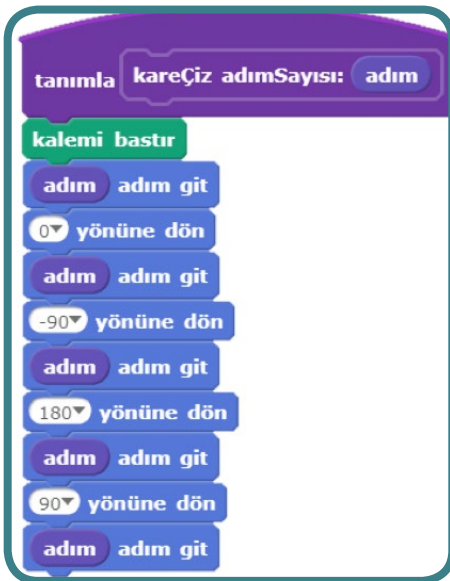 tanımla kareÇiz adımSayısı: adım
kalemi bastır
adım adım git
0 yönüne dön
adım adım git
-90 yönüne dön
adım adım git
180 yönüne dön
adım adım git
90 yönüne dön
adım adım git